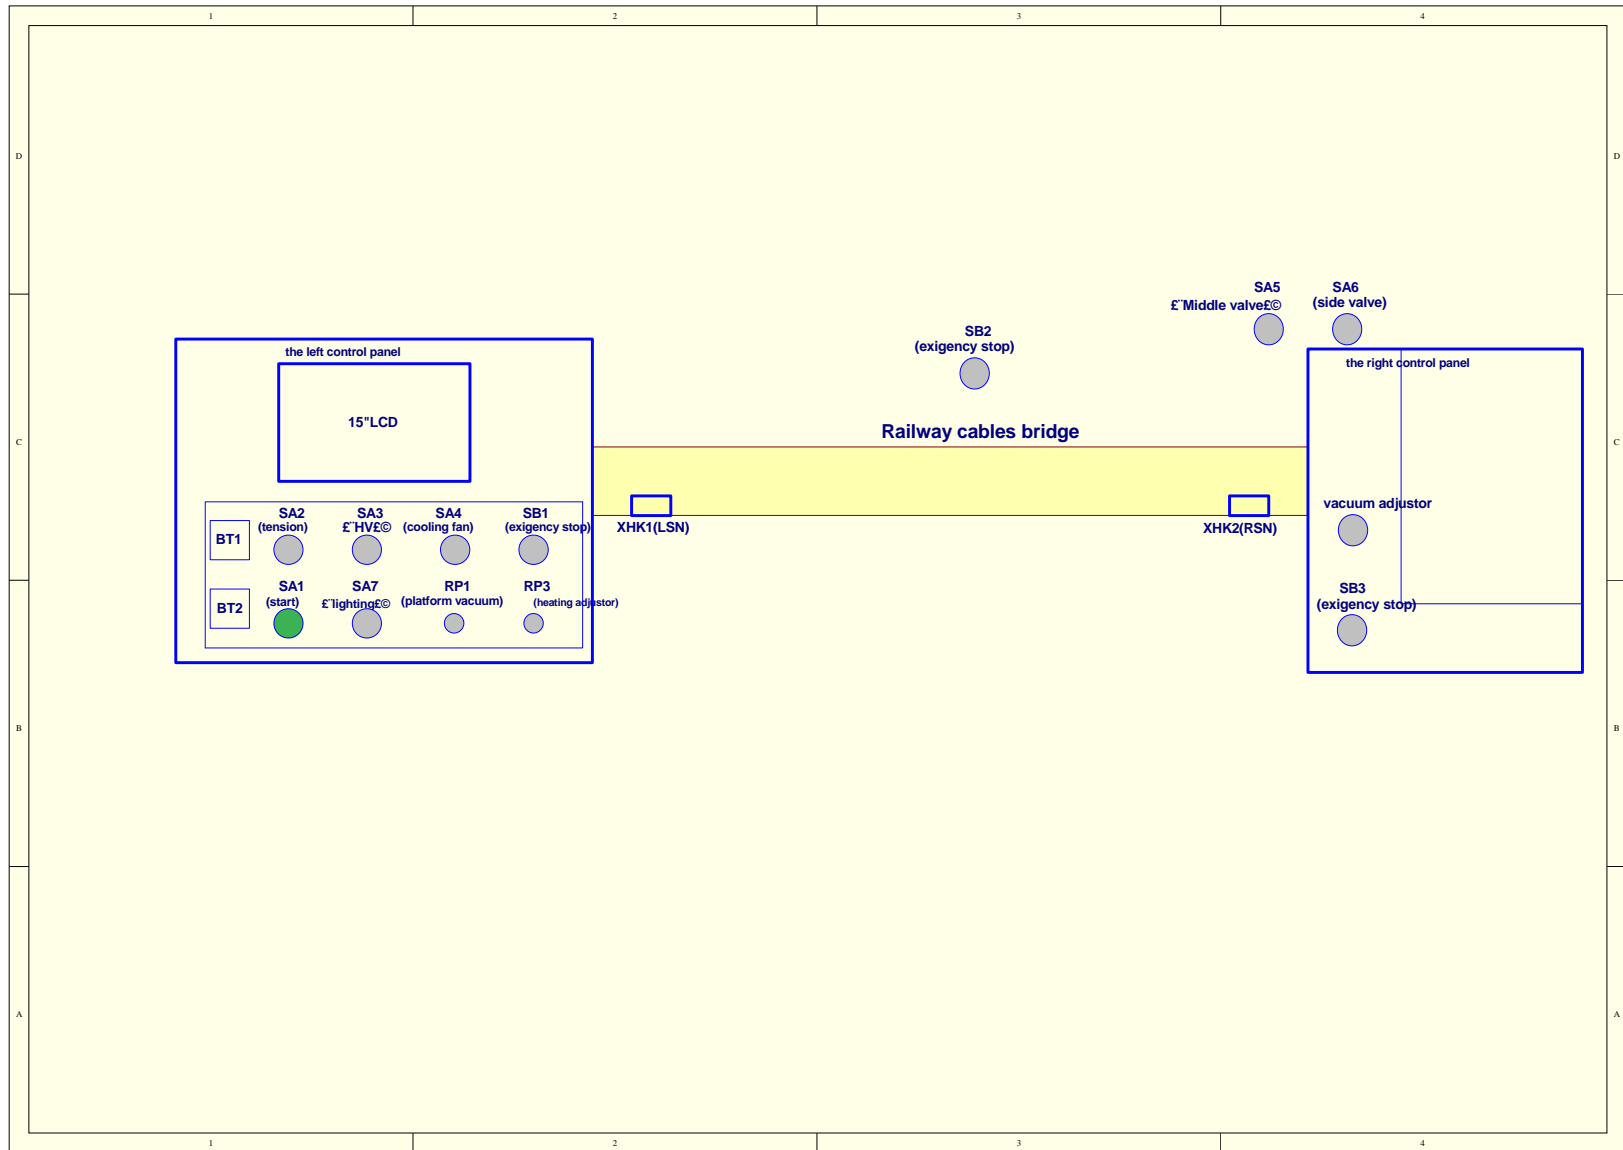 1 2 3 4
D D
SA5 SA6
£¨Middle valve£© (side valve)
SB2
(exigency stop)
the left control panel
the right control panel
15"LCD
Railway cables bridge
C C
vacuum adjustor
SA2 SA3 SA4 SB1
(tension) £¨HV£© (cooling fan) (exigency stop)
XHK1(LSN) XHK2(RSN)
BT1
SA1 SA7 RP1 RP3
SB3
(start) £¨lighting£© (platform vacuum) (heating adjustor)
(exigency stop)
BT2
B B
A A
1 2 3 4